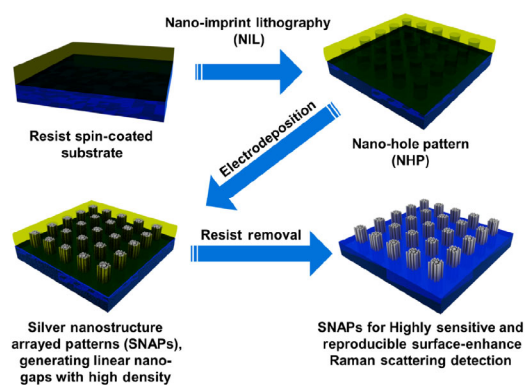 Nano-imprint lithography
(NIL)
Resist spin-coated
substrate
Nano-hole pattern
(NHP)
Electrodeposition
Resist removal
Silver nanostructure
arrayed patterns (SNAPs),
generating linear nano-
gaps with high density
SNAPs for Highly sensitive and
reproducible surface-enhance
Raman scattering detection